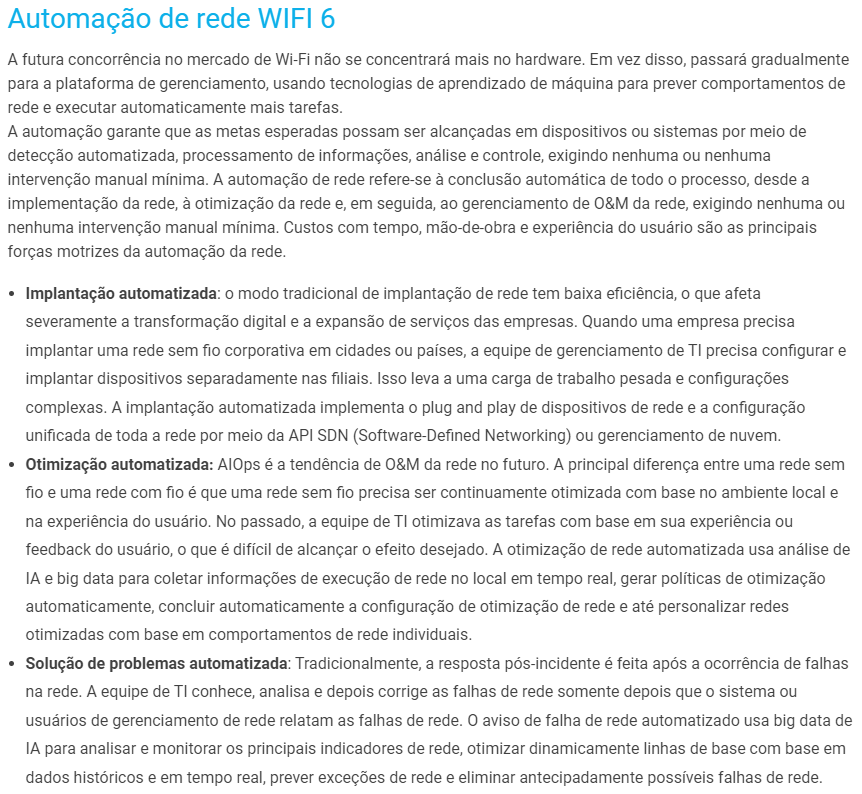 Automação de rede WIFI 6
A futura concorrência no mercado de Wi-Fi não se concentrará mais no hardware. Em vez disso, passará gradualmente
para a plataforma de gerenciamento, usando tecnologias de aprendizado de máquina para prever comportamentos de
rede e executar automaticamente mais tarefas.
A automação garante que as metas esperadas possam ser alcançadas em dispositivos ou sistemas por meio de
detecção automatizada, processamento de informações, análise e controle, exigindo nenhuma ou nenhuma
intervenção manual mínima. A automação de rede refere-se à conclusão automática de todo o processo, desde a
implementação da rede, à otimização da rede e, em seguida, ao gerenciamento de O&M da rede, exigindo nenhuma ou
nenhuma intervenção manual mínima. Custos com tempo, mão-de-obra e experiência do usuário são as principais
forças motrizes da automação da rede.
• Implantação automatizada: o modo tradicional de implantação de rede tem baixa eficiência, o que afeta
severamente a transformação digital e a expansão de serviços das empresas. Quando uma empresa precisa
implantar uma rede sem fio corporativa em cidades ou países, a equipe de gerenciamento de TI precisa configurar e
implantar dispositivos separadamente nas filiais. Isso leva a uma carga de trabalho pesada e configurações
complexas. A implantação automatizada implementa o plug and play de dispositivos de rede e a configuração
unificada de toda a rede por meio da API SDN (Software-Defined Networking) ou gerenciamento de nuvem.
• Otimização automatizada: AIOps é a tendência de O&M da rede no futuro. A principal diferença entre uma rede sem
fio e uma rede com fio é que uma rede sem fio precisa ser continuamente otimizada com base no ambiente local e
na experiência do usuário. No passado, a equipe de TI otimizava as tarefas com base em sua experiência ou
feedback do usuário, o que é difícil de alcançar o efeito desejado. A otimização de rede automatizada usa análise de
IA e big data para coletar informações de execução de rede no local em tempo real, gerar políticas de otimização
automaticamente, concluir automaticamente a configuração de otimização de rede e até personalizar redes
otimizadas com base em comportamentos de rede individuais.
• Solução de problemas automatizada: Tradicionalmente, a resposta pós-incidente é feita após a ocorrência de falhas
na rede. A equipe de TI conhece, analisa e depois corrige as falhas de rede somente depois que o sistema ou
usuários de gerenciamento de rede relatam as falhas de rede. O aviso de falha de rede automatizado usa big data de
IA para analisar e monitorar os principais indicadores de rede, otimizar dinamicamente linhas de base com base em
dados históricos e em tempo real, prever exceções de rede e eliminar antecipadamente possíveis falhas de rede.